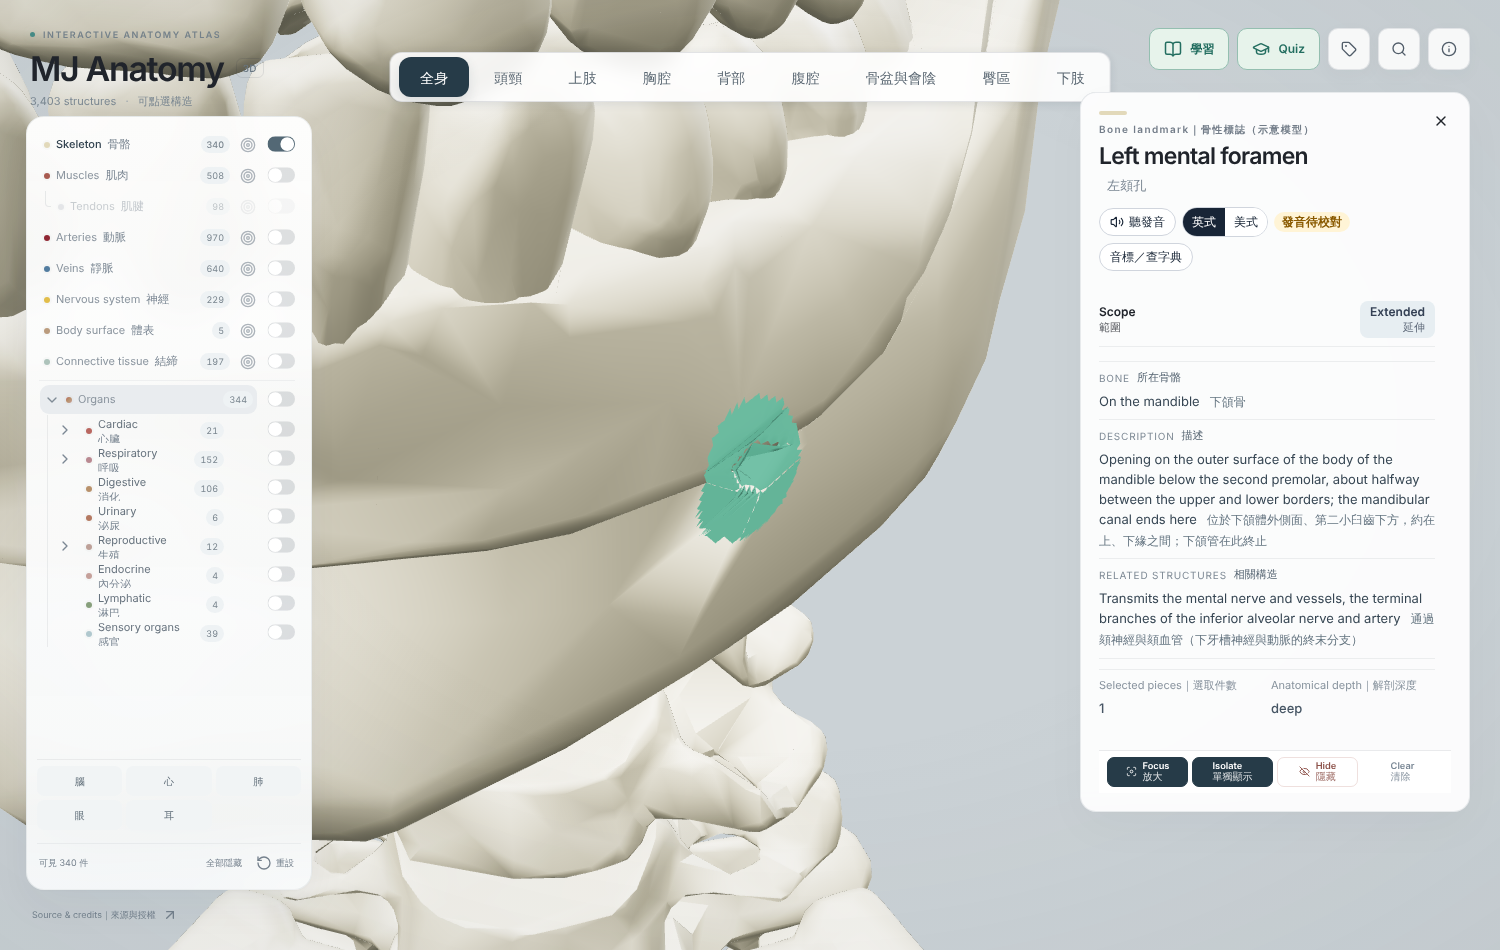 INTERACTIVE ANATOMY ATLAS
MJ Anatomy
3,403 structures · 可點選構造
全身 頭頸 上肢 胸腔 背部 腹腔 骨盆與會陰 臀區 下肢
學習 Quiz
Skeleton 骨骼 340
Muscles 肌肉 508
Tendons 肌腱 98
Arteries 動脈 970
Veins 靜脈 640
Nervous system 神經 229
Body surface 體表 5
Connective tissue 結締 197
Organs 344
Cardiac 21
心臟
Respiratory 152
呼吸
Digestive 106
消化
Urinary 6
泌尿
Reproductive 12
生殖
Endocrine 4
內分泌
Lymphatic 4
淋巴
Sensory organs 39
感官
腦 心 肺
眼 耳
可見 340 件 全部隱藏 重設
Source & credits｜來源與授權
Bone landmark｜骨性標誌（示意模型）
Left mental foramen
左頦孔
聽發音 英式 美式 發音待校對
音標／查字典
Scope Extended
範圍 延伸
BONE 所在骨骼
On the mandible 下頜骨
DESCRIPTION 描述
Opening on the outer surface of the body of the
mandible below the second premolar, about halfway
between the upper and lower borders; the mandibular
canal ends here 位於下頜體外側面、第二小臼齒下方，約在
上、下緣之間；下頜管在此終止
RELATED STRUCTURES 相關構造
Transmits the mental nerve and vessels, the terminal
branches of the inferior alveolar nerve and artery 通過
頦神經與頦血管（下牙槽神經與動脈的終末分支）
Selected pieces｜選取件數 Anatomical depth｜解剖深度
1 deep
Focus Isolate Hide Clear
放大 單獨顯示 隱藏 清除